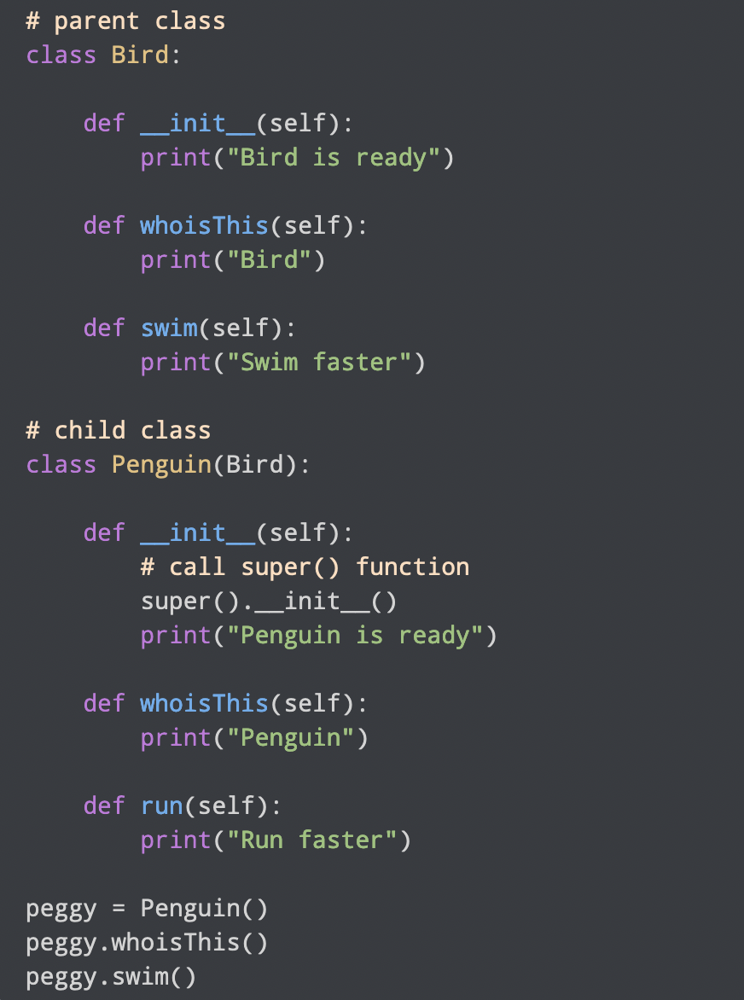 # parent class
class Bird:

    def __init__(self):
        print("Bird is ready")

    def whoisThis(self):
        print("Bird")

    def swim(self):
        print("Swim faster")

# child class
class Penguin(Bird):

    def __init__(self):
        # call super() function
        super().__init__()
        print("Penguin is ready")

    def whoisThis(self):
        print("Penguin")

    def run(self):
        print("Run faster")

peggy = Penguin()
peggy.whoisThis()
peggy.swim()